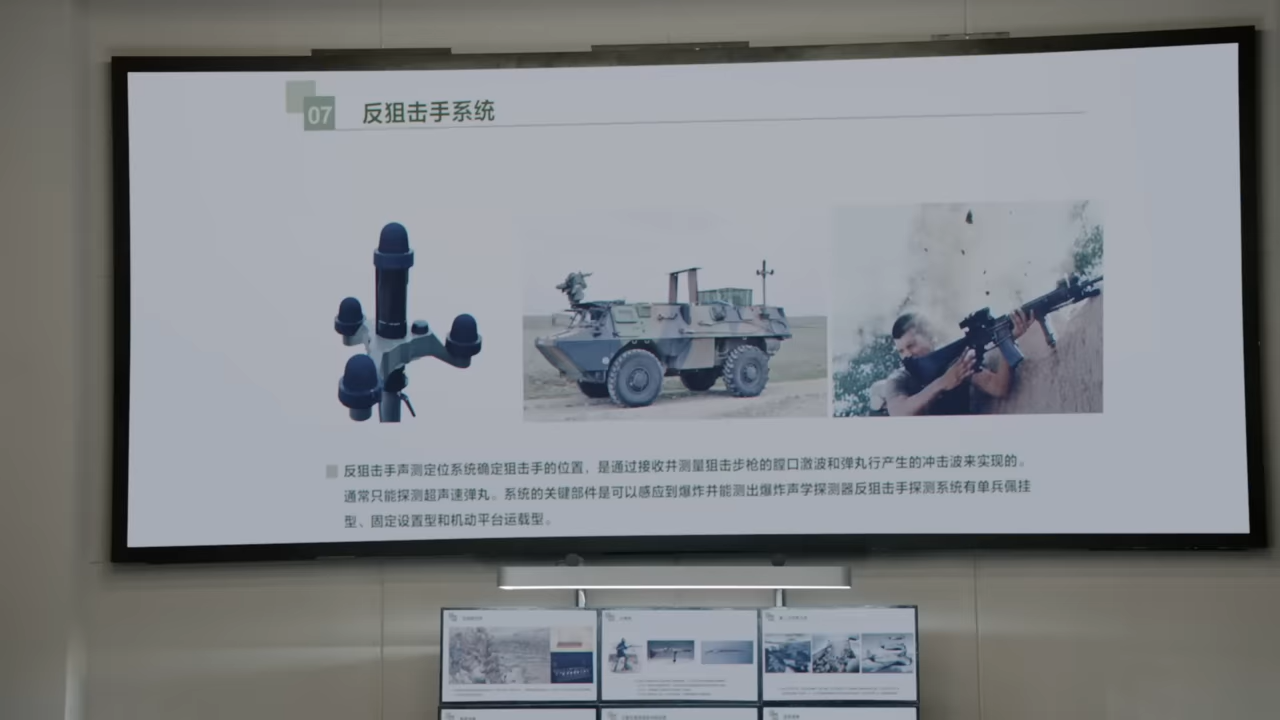 07
反狙击手系统
反狙击手声测定位系统确定狙击手的位置，是通过接收并测量狙击步枪的膛口激波和弹丸行产生的冲击波来实现的。
通常只能探测超声速弹丸。系统的关键部件是可以感应到爆炸并能测出爆炸声学探测器反狙击手探测系统有单兵佩挂
型、固定设置型和机动平台运载型。